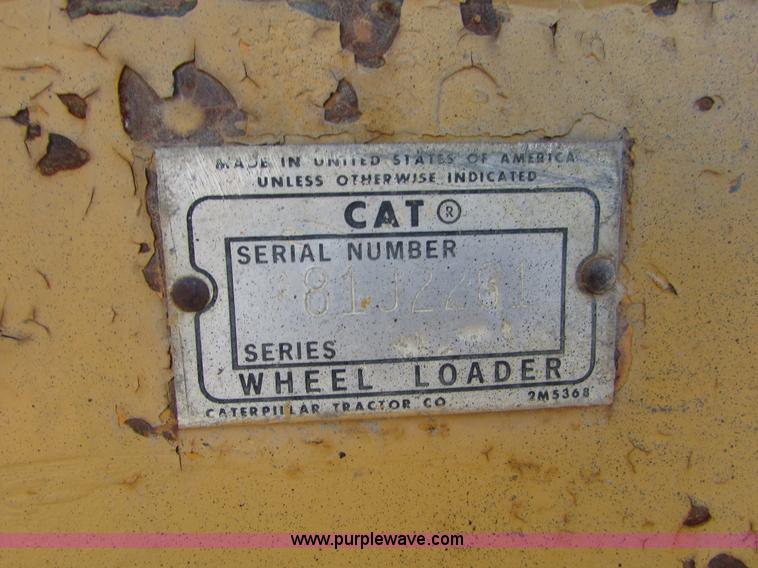 MADE IN UNITED STATES OF AMERICA
UNLESS OTHERWISE INDICATED
CAT ®
SERIAL NUMBER
SERIES
WHEEL LOADER
CATERPILLAR TRACTOR CO
2M5368
www.purplewave.com